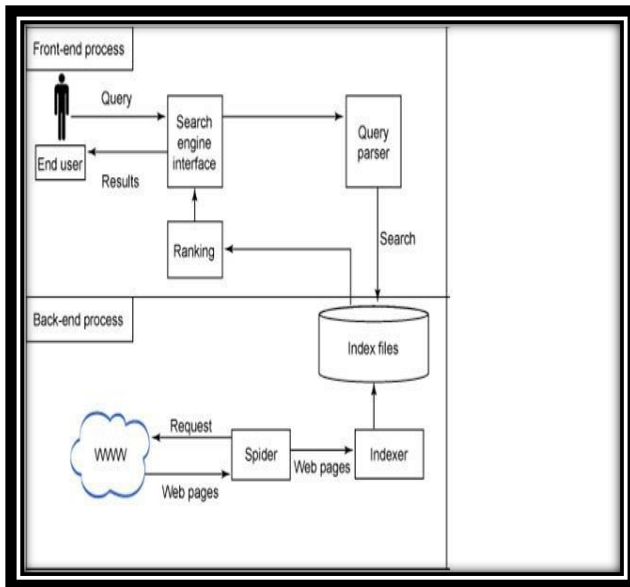 Front-end process
Query
Search
engine
interface
Query
parser
End user
Results
Ranking
Search
Back-end process
Index files
WWW
Request
Spider
Web pages
Indexer
Web pages